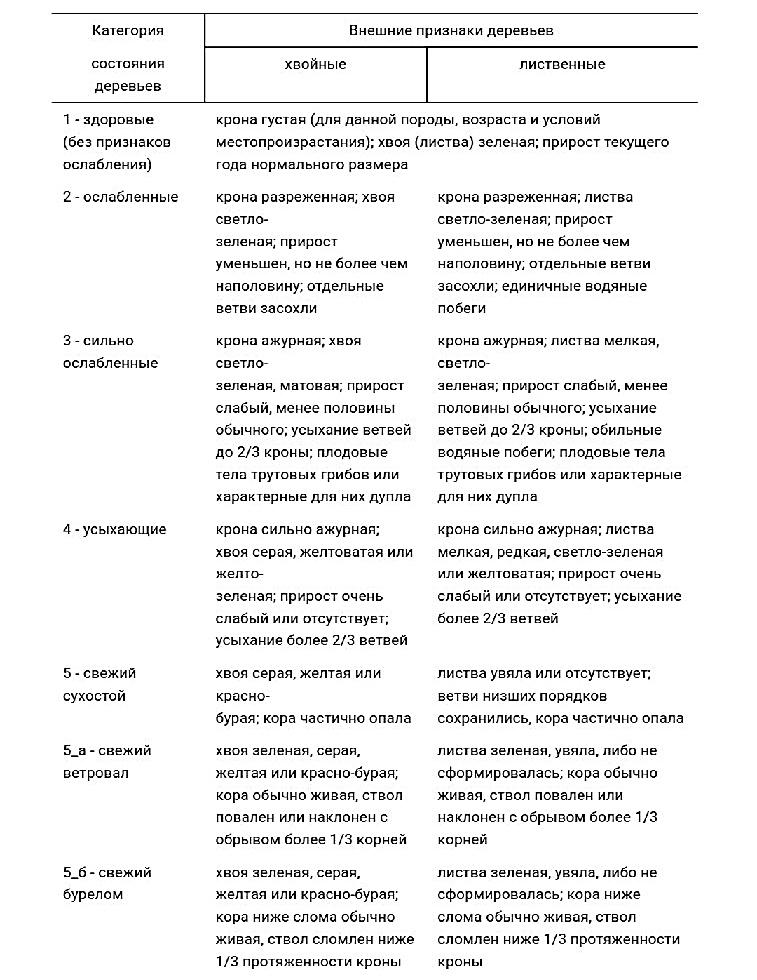 Категория
состояния
деревьев
Внешние признаки деревьев
хвойные
лиственные
1 - здоровые
(без признаков
ослабления)
крона густая (для данной породы, возраста и условий
местопроизрастания); хвоя (листва) зеленая; прирост текущего
года нормального размера
2 - ослабленные
крона разреженная; хвоя
светло-
зеленая; прирост
уменьшен, но не более чем
наполовину; отдельные
ветви засохли
крона разреженная; листва
светло-зеленая; прирост
уменьшен, но не более чем
наполовину; отдельные ветви
засохли; единичные водяные
побеги
3 - сильно
ослабленные
крона ажурная; хвоя
светло-
зеленая, матовая; прирост
слабый, менее половины
обычного; усыхание ветвей
до 2/3 кроны; плодовые
тела трутовых грибов или
характерные для них дупла
крона ажурная; листва мелкая,
светло-
зеленая; прирост слабый, менее
половины обычного; усыхание
ветвей до 2/3 кроны; обильные
водяные побеги; плодовые тела
трутовых грибов или характерные
для них дупла
4 - усыхающие
крона сильно ажурная;
хвоя серая, желтоватая или
желто-
зеленая; прирост очень
слабый или отсутствует;
усыхание более 2/3 ветвей
крона сильно ажурная; листва
мелкая, редкая, светло-зеленая
или желтоватая; прирост очень
слабый или отсутствует; усыхание
более 2/3 ветвей
5 - свежий
сухостой
хвоя серая, желтая или
красно-
бурая; кора частично опала
листва увяла или отсутствует;
ветви низших порядков
сохранились, кора частично опала
5_а - свежий
ветровал
хвоя зеленая, серая,
желтая или красно-бурая;
кора обычно живая, ствол
повален или наклонен с
обрывом более 1/3 корней
листва зеленая, увяла, либо не
сформировалась; кора обычно
живая, ствол повален или
наклонен с обрывом более 1/3
корней
5_б - свежий
бурелом
хвоя зеленая, серая,
желтая или красно-бурая;
кора ниже слома обычно
живая, ствол сломлен ниже
1/3 протяженности кроны
листва зеленая, увяла, либо не
сформировалась; кора ниже
слома обычно живая, ствол
сломлен ниже 1/3 протяженности
кроны